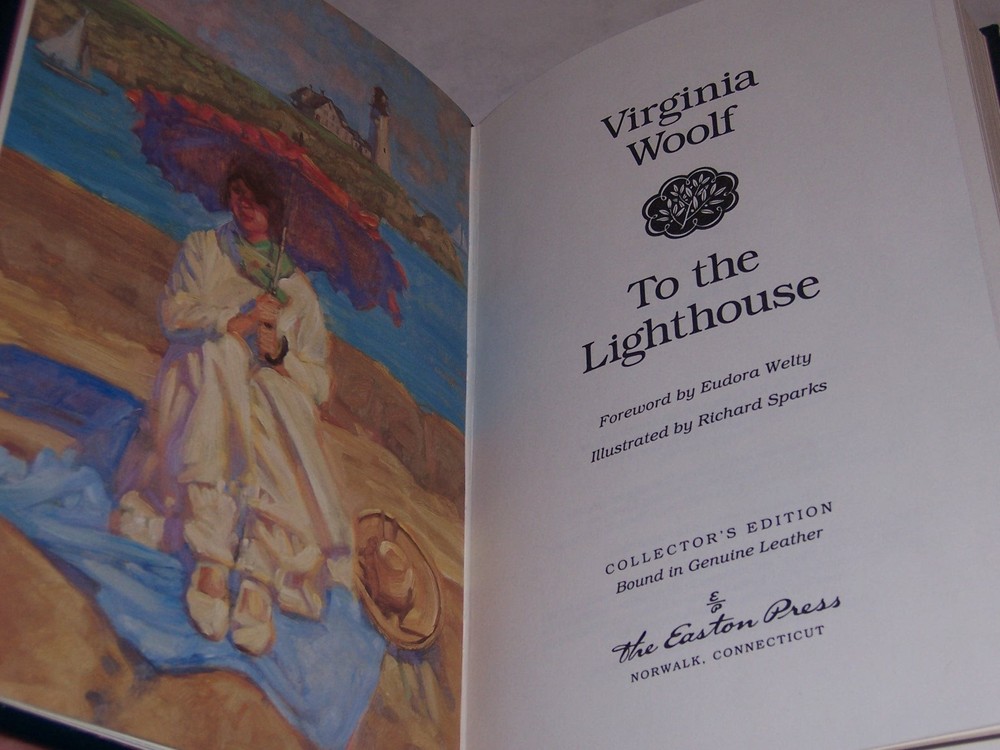 Virginia
Woolf
To the
Lighthouse
Foreword by Eudora Welty
Illustrated by Richard Sparks
COLLECTOR'S EDITION
Bound in Genuine Leather
EP
the Easton Press
NORWALK, CONNECTICUT